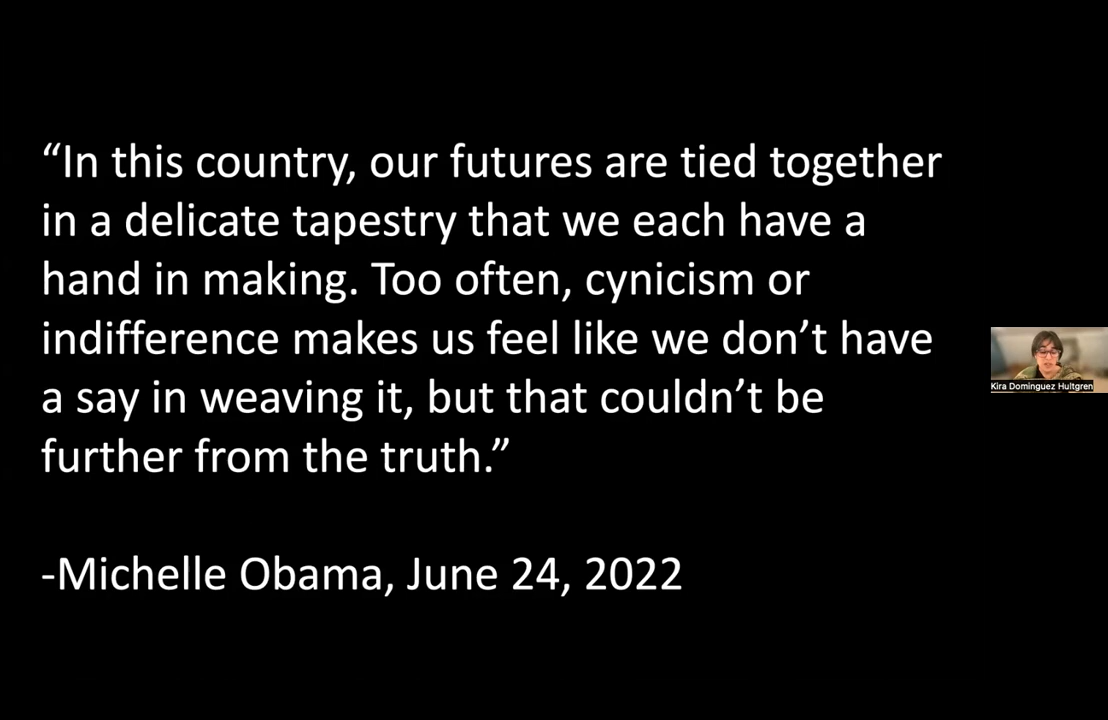 “In this country, our futures are tied together
in a delicate tapestry that we each have a
hand in making. Too often, cynicism or
indifference makes us feel like we don’t have
a say in weaving it, but that couldn’t be
further from the truth.”
-Michelle Obama, June 24, 2022
Kira Dominguez Hultgren